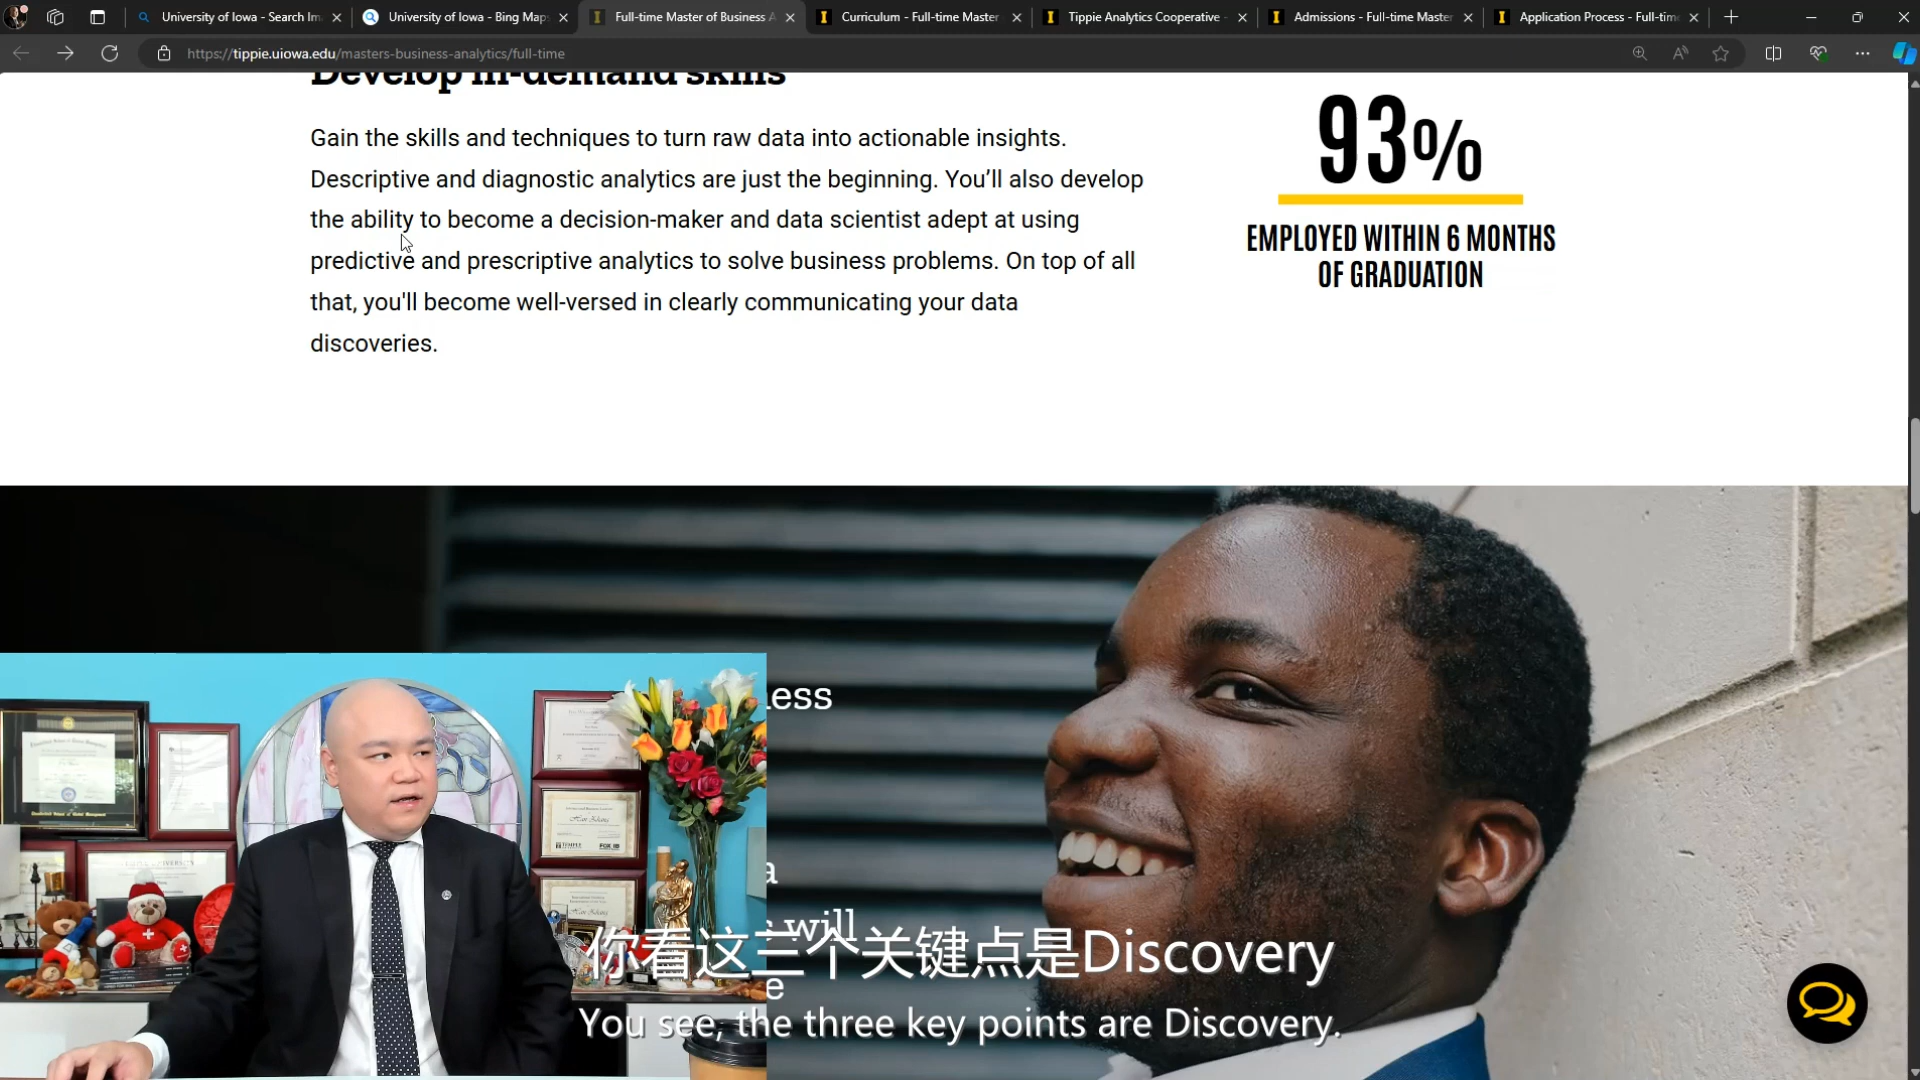 University of Iowa - Search Im
University of Iowa - Bing Maps
Full-time Master of Business A
Curriculum - Full-time Master
Tippie Analytics Cooperative -
Admissions - Full-time Master
Application Process - Full-tim
https://tippie.uiowa.edu/masters-business-analytics/full-time
Develop in-demand skills
Gain the skills and techniques to turn raw data into actionable insights.
Descriptive and diagnostic analytics are just the beginning. You’ll also develop
the ability to become a decision-maker and data scientist adept at using
predictive and prescriptive analytics to solve business problems. On top of all
that, you'll become well-versed in clearly communicating your data
discoveries.
93%
EMPLOYED WITHIN 6 MONTHS
OF GRADUATION
ess
a
will
e
TEMPLE
FOX
你看这三个关键点是Discovery
You see, the three key points are Discovery.